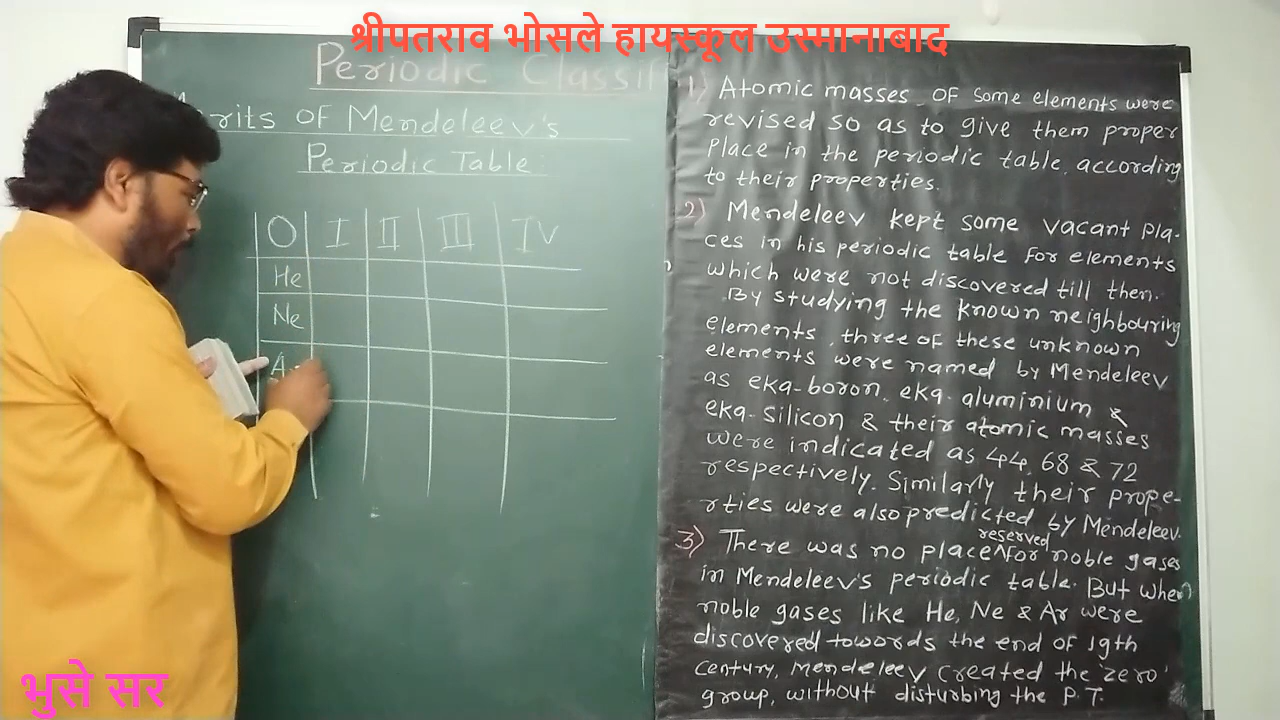 श्रीपतराव भोसले हायस्कूल उस्मानाबाद
Periodic
Merits of Mendeleev's
Periodic Table:
O I II III IV
He
Ne
1) Atomic masses of some elements were
revised so as to give them proper
Place in the periodic table, according
to their properties.
2) Mendeleev kept some vacant pla-
ces in his periodic table for elements
which were not discovered till then.
By studying the known neighbouring
elements, three of these unknown
elements were named by Mendeleev
as eka-boron, eka-aluminium &
eka-silicon & their atomic masses
were indicated as 44, 68 & 72
respectively. Similarly their prope-
rties were also predicted by Mendeleev.
3) There was no place ^reserved for noble gases
in Mendeleev's periodic table. But when
noble gases like He, Ne & Ar were
discovered towords the end of 19th
century, Mendeleev created the 'zero'
group, without disturbing the P.T.
भुसे सर